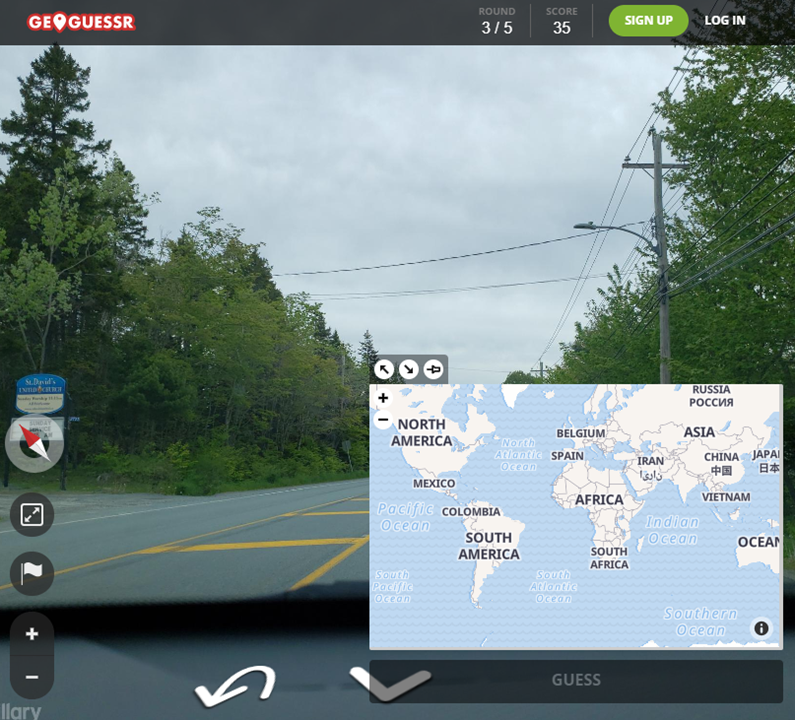 GEOGUESSR
ROUND
3 / 5
SCORE
35
SIGN UP
LOG IN
St. David's
UNITED CHURCH
NORTH AMERICA
North Atlantic Ocean
MEXICO
Pacific Ocean
COLOMBIA
SOUTH AMERICA
South Pacific Ocean
South Atlantic Ocean
BELGIUM
SPAIN
AFRICA
SOUTH AFRICA
RUSSIA
РОССИЯ
ASIA
IRAN
ایران
CHINA
中国
JAPA
日本
VIETNAM
Indian Ocean
OCEAN
Southern Ocean
GUESS
llary